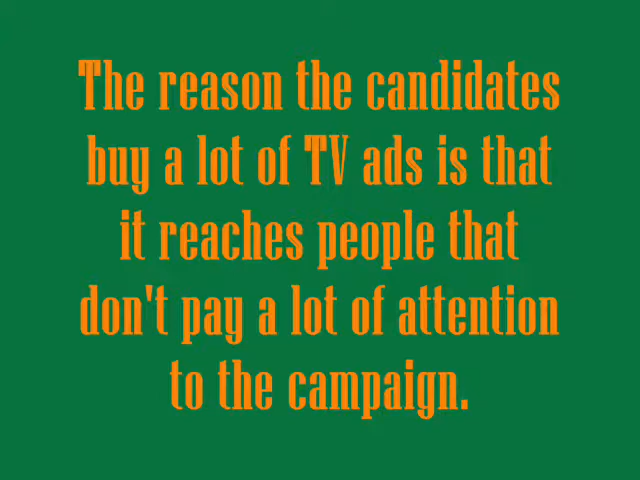 The reason the candidates
buy a lot of TV ads is that
it reaches people that
don't pay a lot of attention
to the campaign.